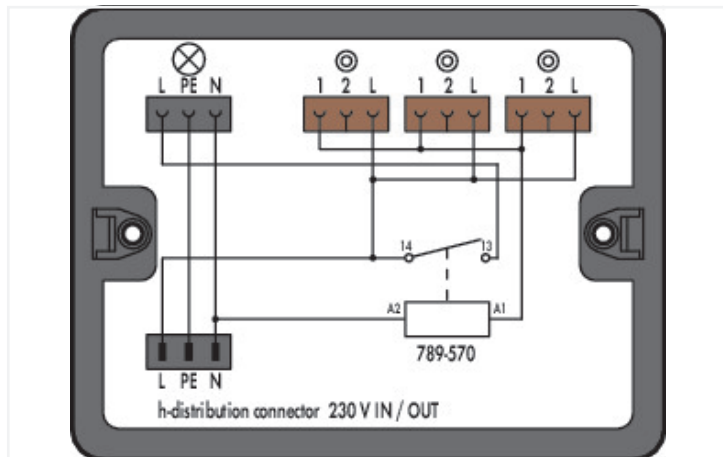 L PE N
1 2 L
1 2 L
1 2 L
14
13
A2
A1
789-570
L PE N
h-distribution connector 230 V IN / OUT